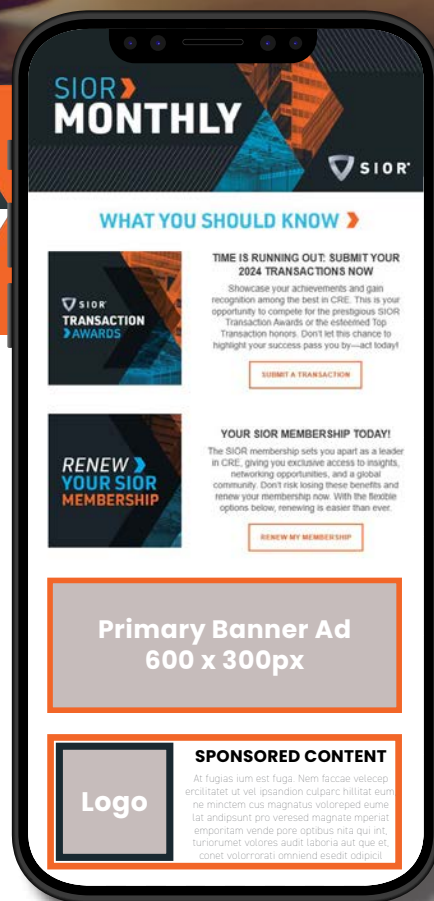 SIOR
MONTHLY
SIOR
WHAT YOU SHOULD KNOW
SIOR
TRANSACTION
AWARDS
TIME IS RUNNING OUT: SUBMIT YOUR
2024 TRANSACTIONS NOW
Showcase your achievements and gain
recognition among the best in CRE. This is your
opportunity to compete for the prestigious SIOR
Transaction Awards or the esteemed Top
Transaction honors. Don't let this chance to
highlight your success pass you by—act today!
SUBMIT A TRANSACTION
RENEW
YOUR SIOR
MEMBERSHIP
YOUR SIOR MEMBERSHIP TODAY!
The SIOR membership sets you apart as a leader
in CRE, giving you exclusive access to insights,
networking opportunities, and a global
community. Don't risk losing these benefits and
renew your membership now. With the flexible
options below, renewing is easier than ever.
RENEW MY MEMBERSHIP
Primary Banner Ad
600 x 300px
Logo
SPONSORED CONTENT
At fugias ium est fuga. Nem faccae velecep
ercilitatet ut vel ipsandion culparc hillitat eum
ne minctem cus magnatus voloreped eume
lat andipsunt pro veresed magnate mperiat
emporitam vende pore optibus nita qui int,
turiorumet volores audit laboria aut que et,
conet volorrorati omniend esedit odipicil